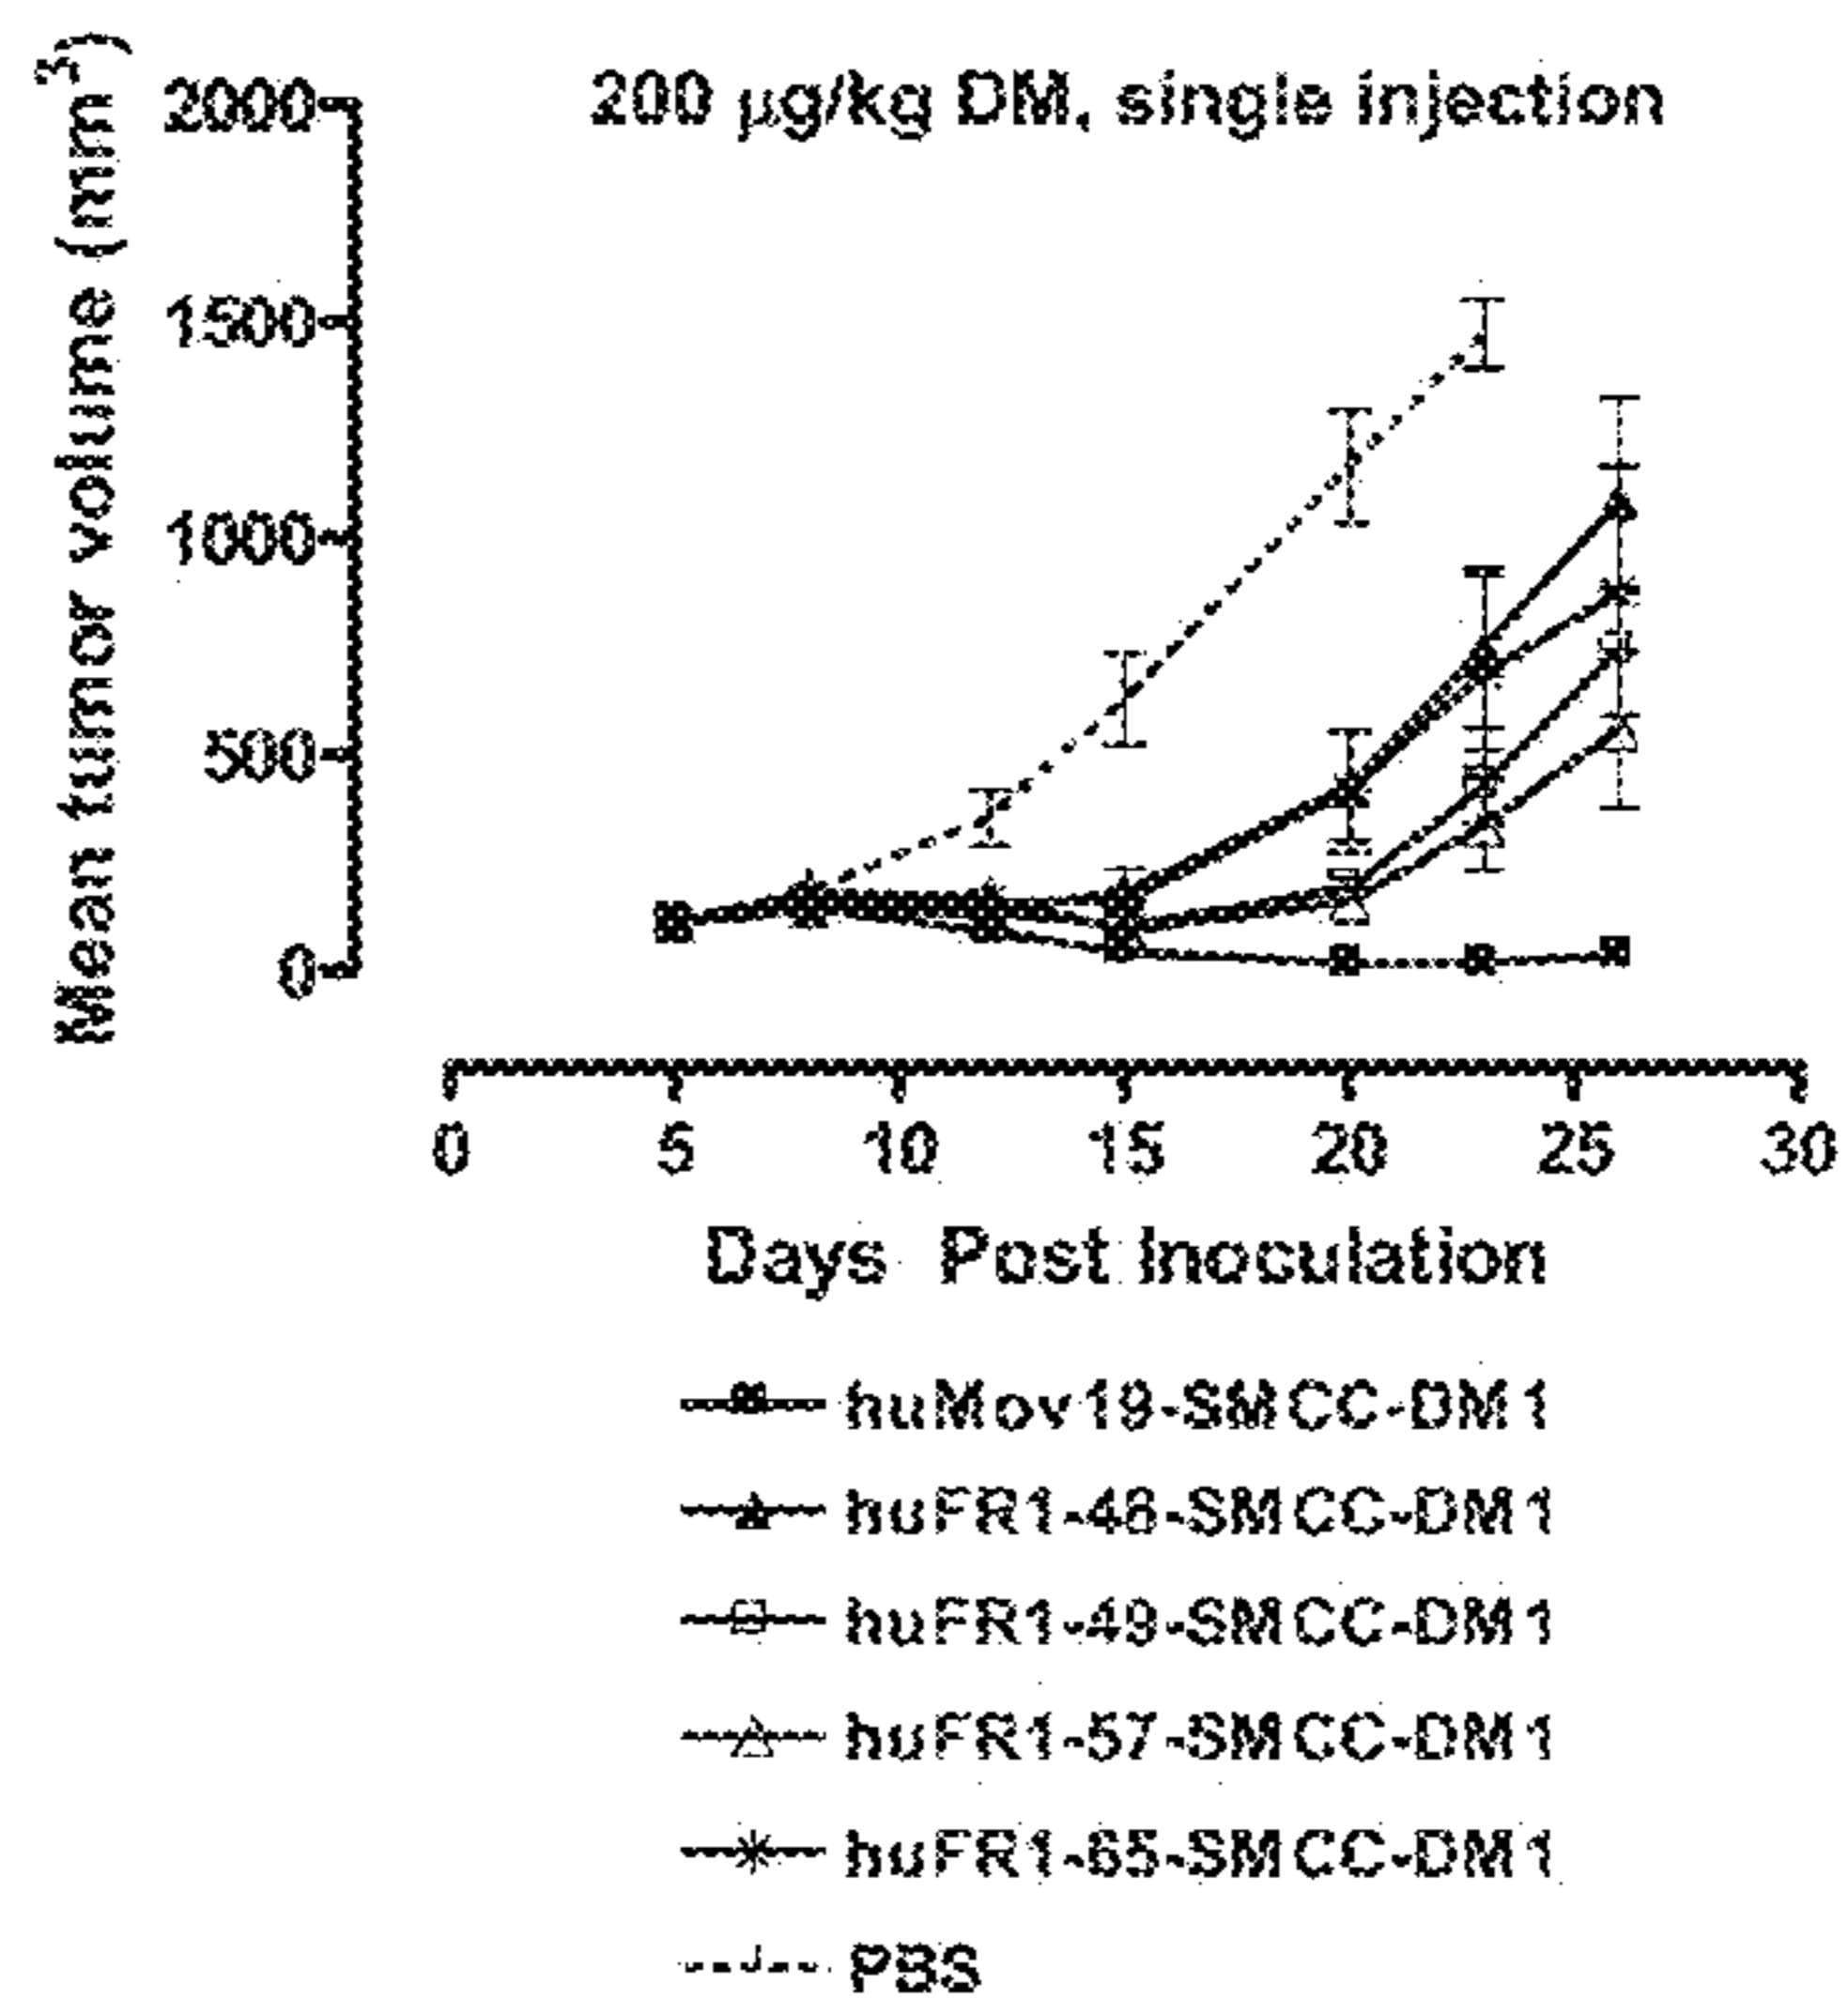 200 µg/kg DM, single injection
Mean tumor volume (mm³)
2000
1500
1000
500
0
0 5 10 15 20 25 30
Days Post Inoculation
huMov19-SMCC-DM1
huFR1-48-SMCC-DM1
huFR1-49-SMCC-DM1
huFR1-57-SMCC-DM1
huFR1-65-SMCC-DM1
PBS